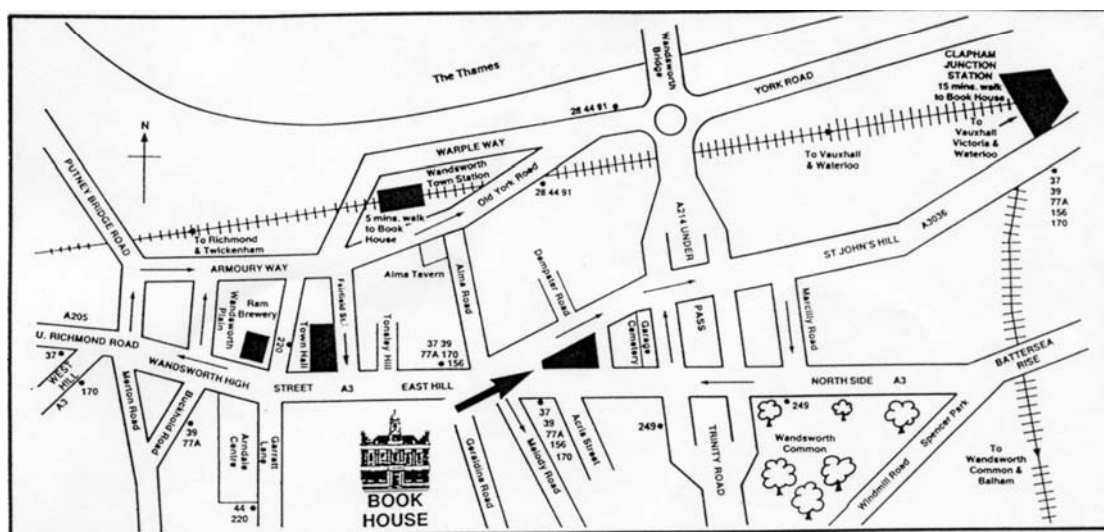 The Thames
Wandsworth
Bridge
YORK ROAD
CLAPHAM
JUNCTION
STATION
15 mins. walk
to Book House
To
Vauxhall
Victoria &
Waterloo
28 44 91
N
WARPLE WAY
Wandsworth
Town Station
Old York Road
28 44 91
To Vauxhall
& Waterloo
PUTNEY BRIDGE ROAD
5 mins. walk
to Book
House
To Richmond
& Twickenham
37
39
77A
156
170
A214 UNDER
PASS
A3036
ST JOHN'S HILL
ARMOURY WAY
Alma Tavern
Alma Road
Dempster Road
Marcilly Road
A205
U. RICHMOND ROAD
Wandsworth
Plain
Ram
Brewery
220
Town Hall
Fairfield St.
Tonsley Hill
37 39
77A 170
156
Garage
Cemetery
37
WEST
HILL
A3
170
WANDSWORTH HIGH
STREET
A3
EAST HILL
NORTH SIDE
A3
BATTERSEA
RISE
Merton Road
Buckhold Road
39
77A
Arndale
Centre
Garratt
Lane
44
220
BOOK
HOUSE
Geraldine Road
Melody Road
37
39
77A
156
170
Acris Street
249
TRINITY ROAD
249
Wandsworth
Common
Windmill Road
Spencer Park
To
Wandsworth
Common &
Balham